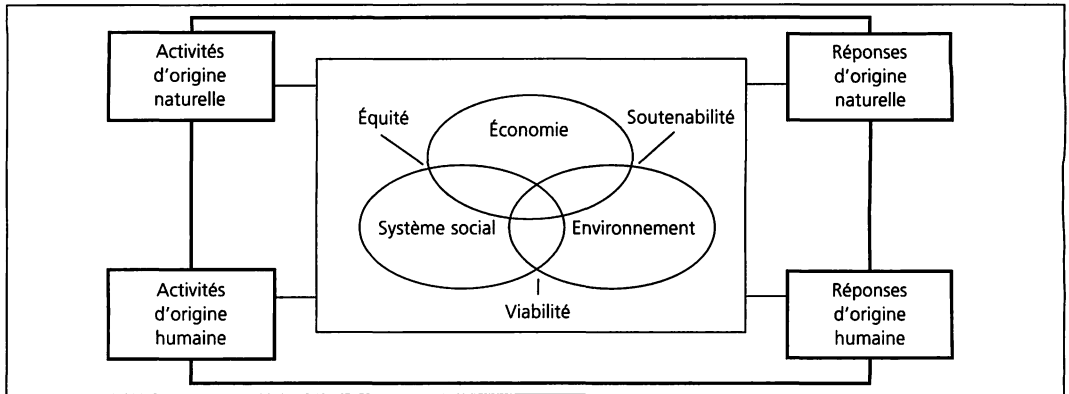 Activités
d'origine
naturelle
Réponses
d'origine
naturelle
Équité
Économie
Soutenabilité
Système social
Environnement
Viabilité
Activités
d'origine
humaine
Réponses
d'origine
humaine